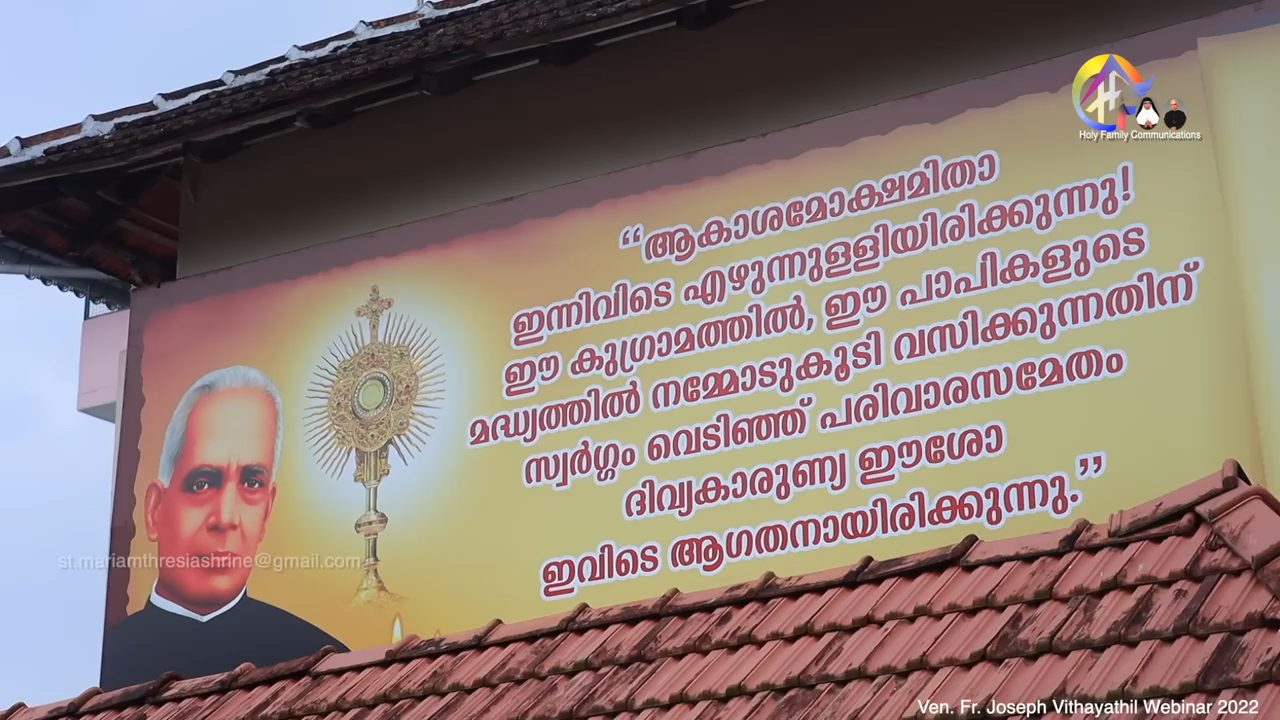 Holy Family Communications
“ആകാശമോക്ഷമിതാ
ഇന്നിവിടെ എഴുന്നുളളിയിരിക്കുന്നു!
ഈ കുഗ്രാമത്തിൽ, ഈ പാപികളുടെ
മദ്ധ്യത്തിൽ നമ്മോടുകൂടി വസിക്കുന്നതിന്
സ്വർഗ്ഗം വെടിഞ്ഞ് പരിവാരസമേതം
ദിവ്യകാരുണ്യ ഈശോ
ഇവിടെ ആഗതനായിരിക്കുന്നു.”
st.mariamthresiashrine@gmail.com
Ven. Fr. Joseph Vithayathil Webinar 2022